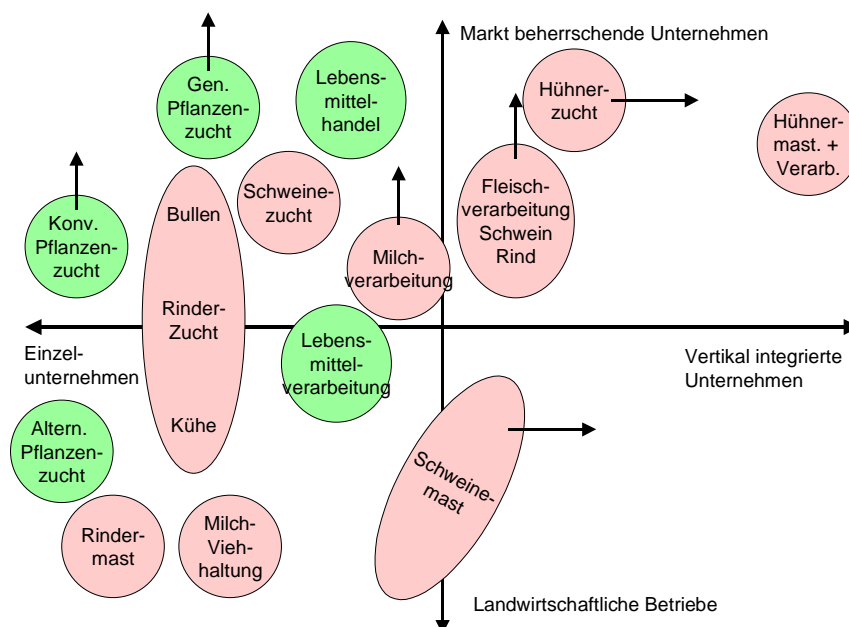 Markt beherrschende Unternehmen
Gen.
Pflanzen-
zucht
Lebens-
mittel-
handel
Hühner-
zucht
Hühner-
mast. +
Verarb.
Schweine-
zucht
Fleisch-
verarbeitung
Schwein
Rind
Konv.
Pflanzen-
zucht
Bullen
Rinder-
Zucht
Kühe
Milch-
verarbeitung
Einzel-
unternehmen
Lebens-
mittel-
verarbeitung
Vertikal integrierte
Unternehmen
Altern.
Pflanzen-
zucht
Schweine-
mast
Rinder-
mast
Milch-
Vieh-
haltung
Landwirtschaftliche Betriebe